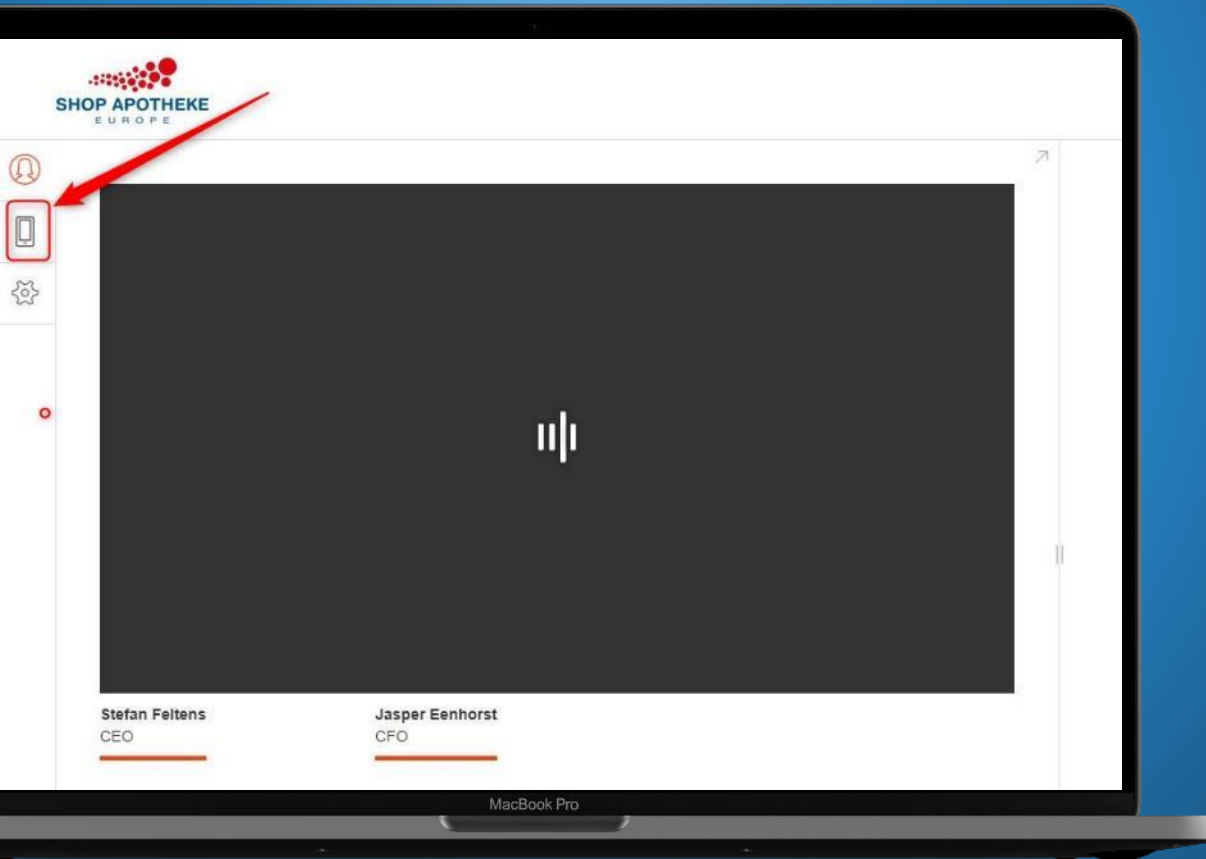 SHOP APOTHEKE
EUROPE
Stefan Feltens
CEO
Jasper Eenhorst
CFO
MacBook Pro